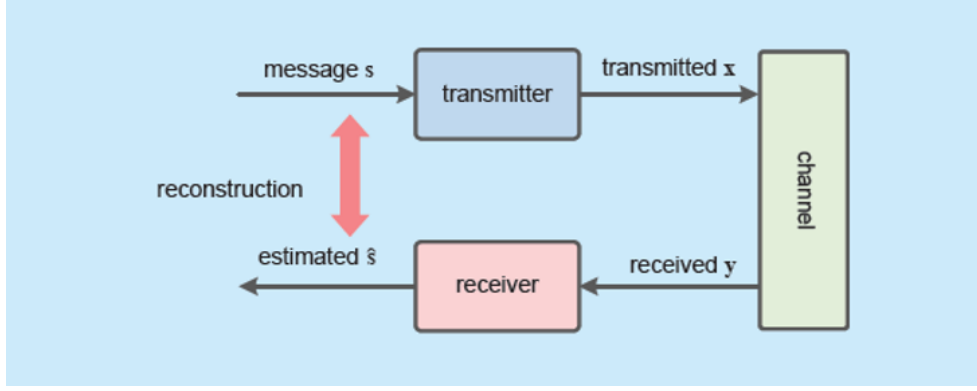 message s
transmitter
transmitted x
channel
reconstruction
estimated ŝ
receiver
received y